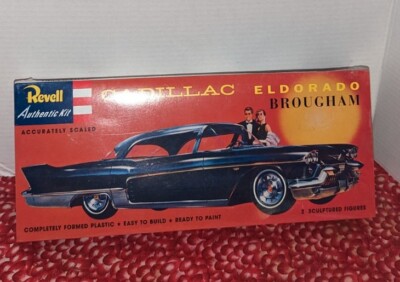 Revell
Authentic Kit
ACCURATELY SCALED
CADILLAC ELDORADO
BROUGHAM
COMPLETELY FORMED PLASTIC • EASY TO BUILD • READY TO PAINT
2 SCULPTURED FIGURES